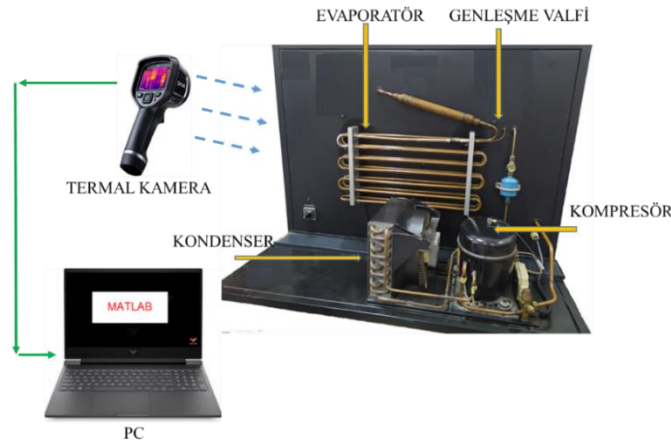 EVAPORATÖR
GENLEŞME VALFİ
TERMAL KAMERA
KOMPRESÖR
KONDENSER
MATLAB
PC